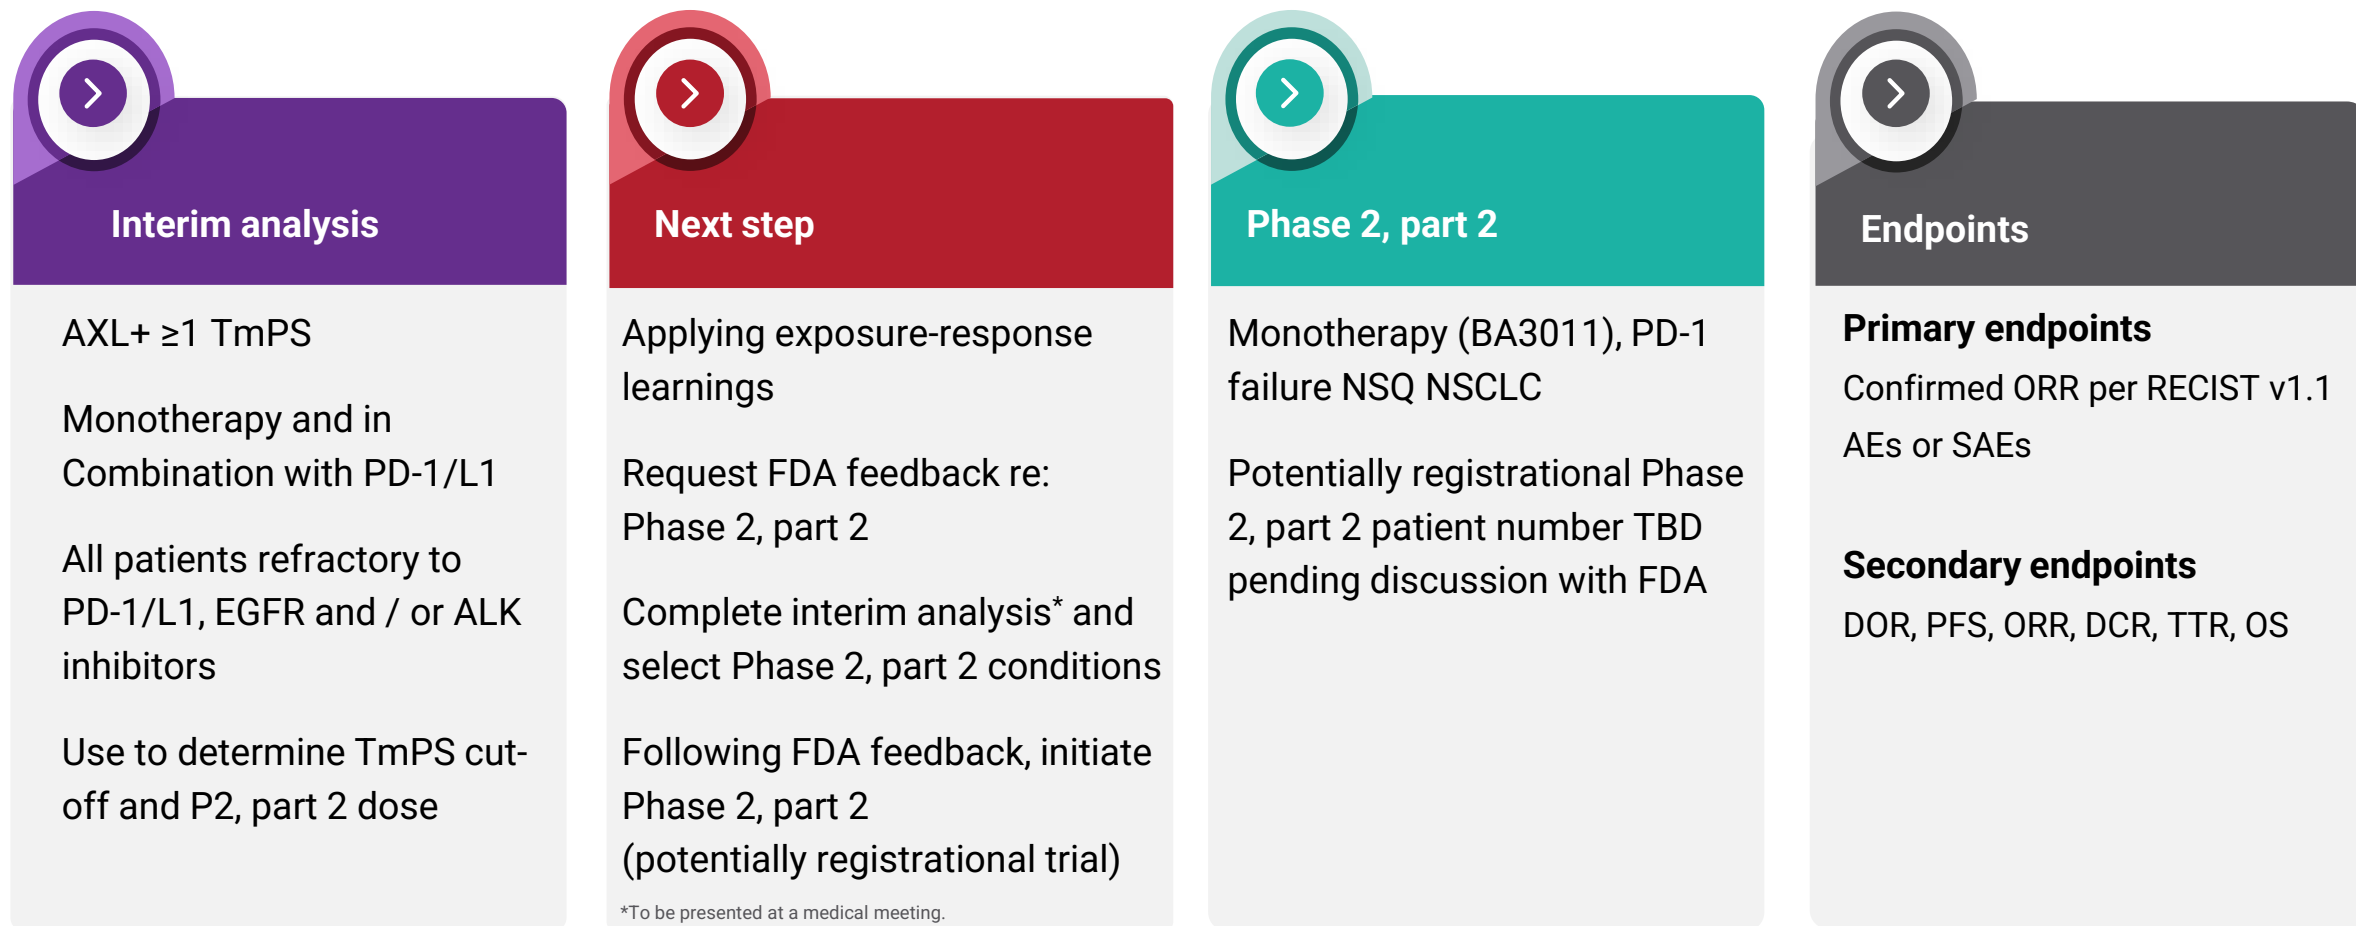 Interim analysis
AXL+ ≥1 TmPS
Monotherapy and in
Combination with PD-1/L1
All patients refractory to
PD-1/L1, EGFR and / or ALK
inhibitors
Use to determine TmPS cut-
off and P2, part 2 dose
Next step
Applying exposure-response
learnings
Request FDA feedback re:
Phase 2, part 2
Complete interim analysis* and
select Phase 2, part 2 conditions
Following FDA feedback, initiate
Phase 2, part 2
(potentially registrational trial)
*To be presented at a medical meeting.
Phase 2, part 2
Monotherapy (BA3011), PD-1
failure NSQ NSCLC
Potentially registrational Phase
2, part 2 patient number TBD
pending discussion with FDA
Endpoints
Primary endpoints
Confirmed ORR per RECIST v1.1
AEs or SAEs
Secondary endpoints
DOR, PFS, ORR, DCR, TTR, OS